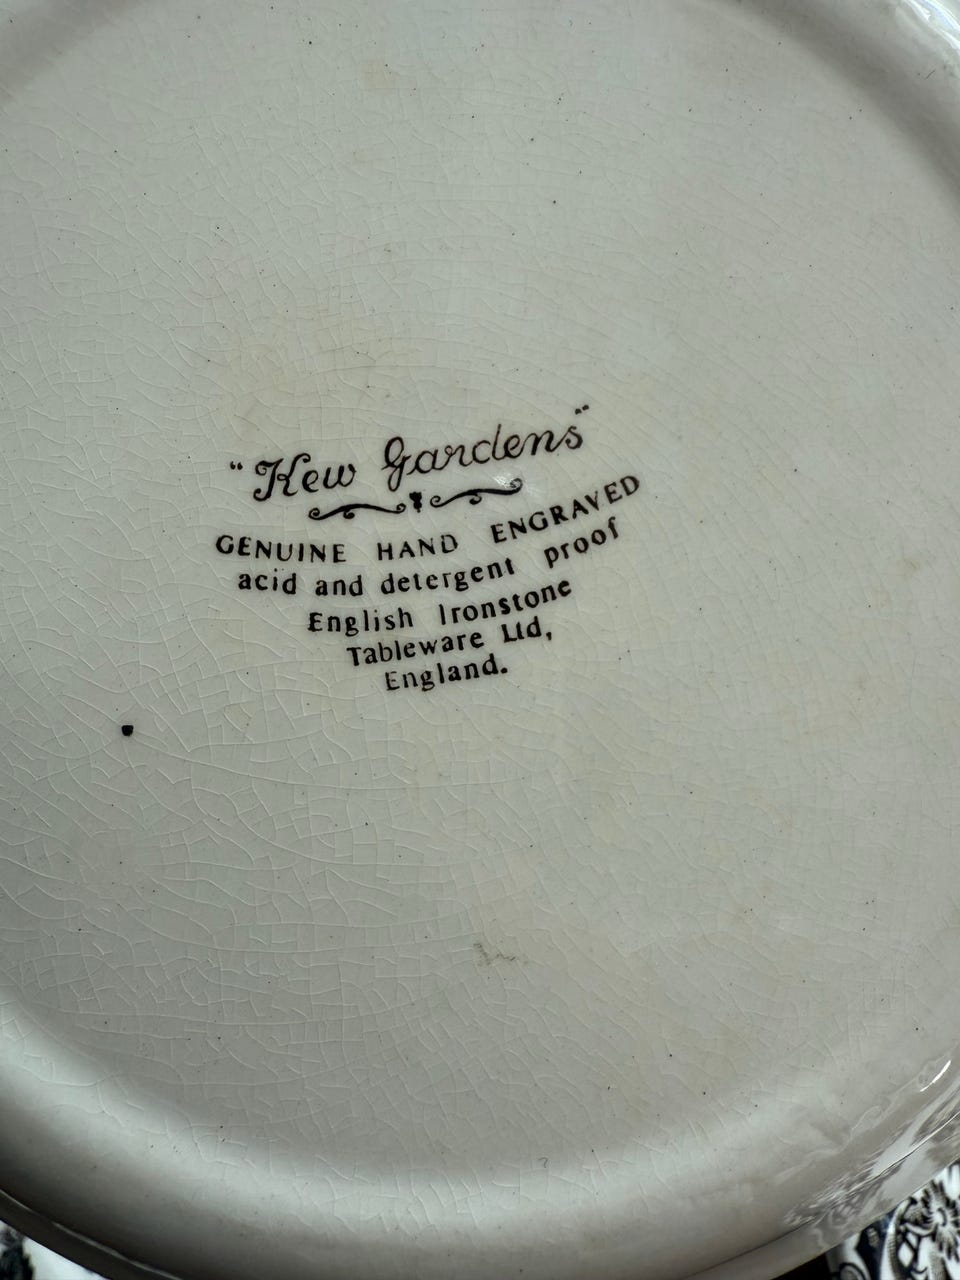 "Kew Gardens"
GENUINE HAND ENGRAVED
acid and detergent proof
English Ironstone
Tableware Ltd,
England.